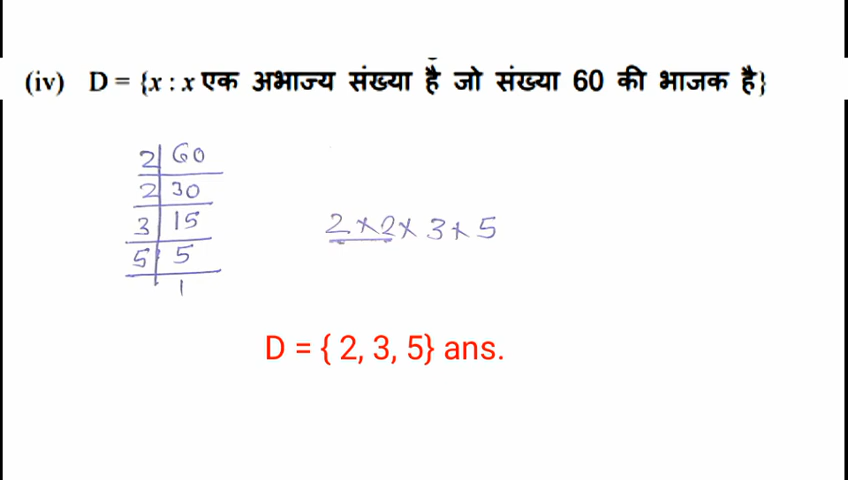 (iv) D = {x : x एक अभाज्य संख्या है जो संख्या 60 की भाजक है}
2 | 60
2 | 30
3 | 15
5 | 5
1
2 × 2 × 3 × 5
D = { 2, 3, 5} ans.